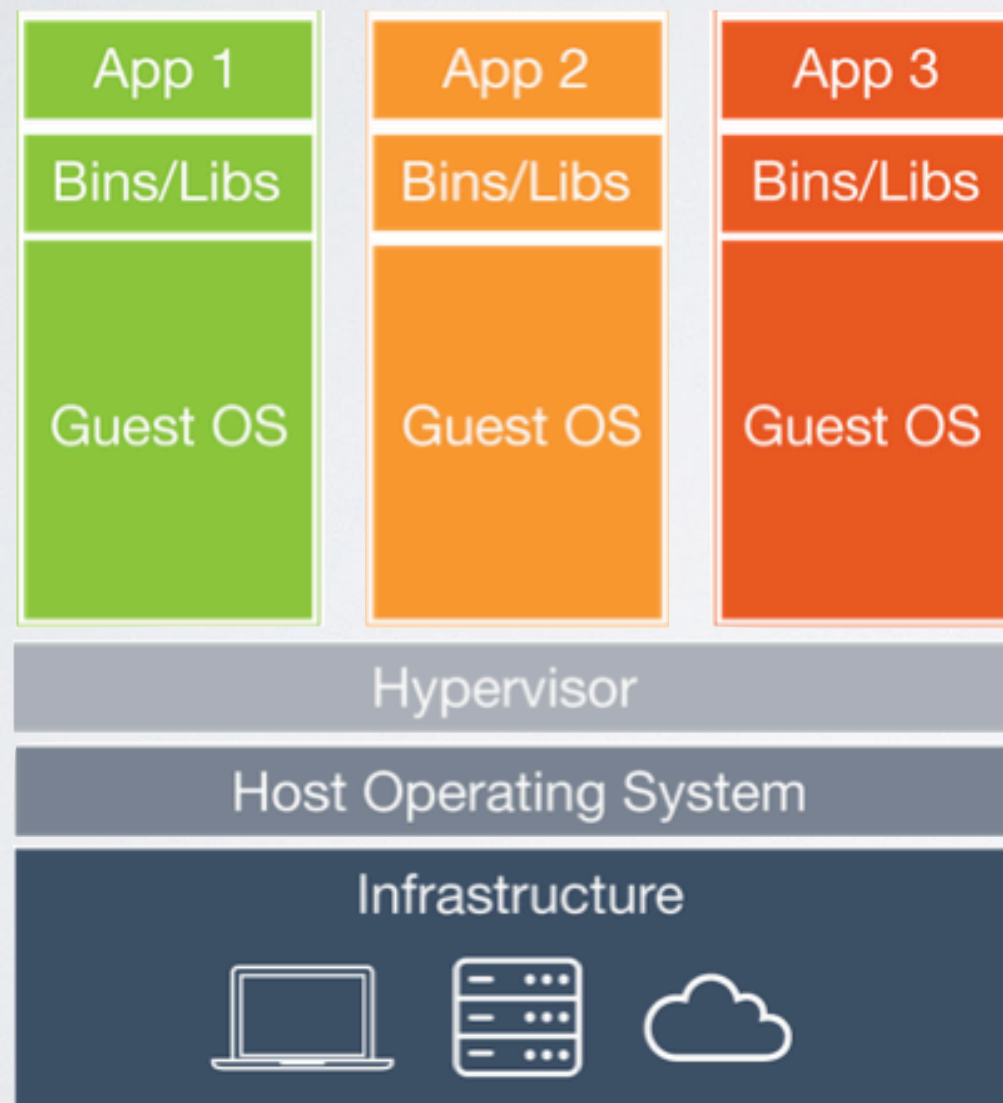 App 1
App 2
App 3
Bins/Libs
Bins/Libs
Bins/Libs
Guest OS
Guest OS
Guest OS
Hypervisor
Host Operating System
Infrastructure